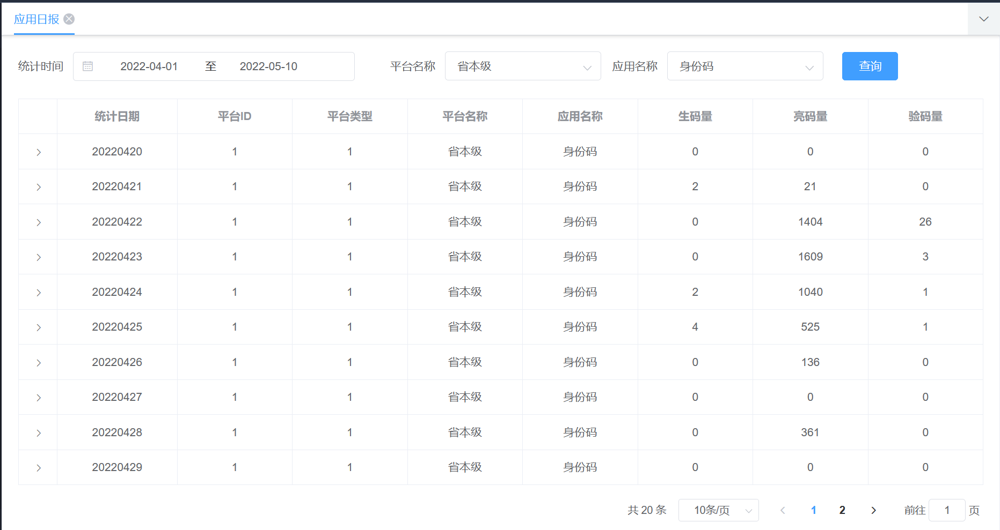 应用日报
统计时间 2022-04-01 至 2022-05-10 平台名称 省本级 应用名称 身份码 查询
统计日期 平台ID 平台类型 平台名称 应用名称 生码量 亮码量 验码量
20220420 1 1 省本级 身份码 0 0 0
20220421 1 1 省本级 身份码 2 21 0
20220422 1 1 省本级 身份码 0 1404 26
20220423 1 1 省本级 身份码 0 1609 3
20220424 1 1 省本级 身份码 2 1040 1
20220425 1 1 省本级 身份码 4 525 1
20220426 1 1 省本级 身份码 0 136 0
20220427 1 1 省本级 身份码 0 0 0
20220428 1 1 省本级 身份码 0 361 0
20220429 1 1 省本级 身份码 0 0 0
共 20 条 10条/页 1 2 前往 1 页